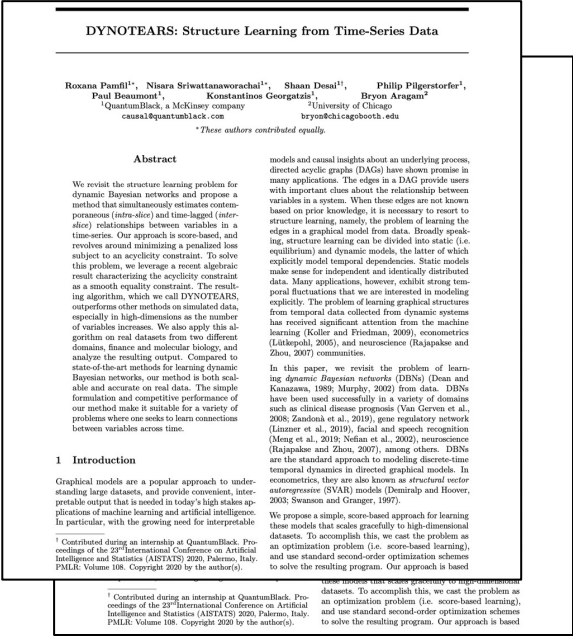 DYNOTEARS: Structure Learning from Time-Series Data
Roxana Pamfil1*, Nisara Sriwattanaworachai1*, Shaan Desai1†, Philip Pilgerstorfer1,
Paul Beaumont1, Konstantinos Georgatzis1, Bryon Aragam2
1QuantumBlack, a McKinsey company 2University of Chicago
causal@quantumblack.com bryon@chicagobooth.edu
*These authors contributed equally.
Abstract
We revisit the structure learning problem for
dynamic Bayesian networks and propose a
method that simultaneously estimates contem-
poraneous (intra-slice) and time-lagged (inter-
slice) relationships between variables in a
time-series. Our approach is score-based, and
revolves around minimizing a penalized loss
subject to an acyclicity constraint. To solve
this problem, we leverage a recent algebraic
result characterizing the acyclicity constraint
as a smooth equality constraint. The result-
ing algorithm, which we call DYNOTEARS,
outperforms other methods on simulated data,
especially in high-dimensions as the number
of variables increases. We also apply this al-
gorithm on real datasets from two different
domains, finance and molecular biology, and
analyze the resulting output. Compared to
state-of-the-art methods for learning dynamic
Bayesian networks, our method is both scal-
able and accurate on real data. The simple
formulation and competitive performance of
our method make it suitable for a variety of
problems where one seeks to learn connections
between variables across time.
1 Introduction
Graphical models are a popular approach to under-
standing large datasets, and provide convenient, inter-
pretable output that is needed in today's high stakes ap-
plications of machine learning and artificial intelligence.
In particular, with the growing need for interpretable
† Contributed during an internship at QuantumBlack. Pro-
ceedings of the 23rdInternational Conference on Artificial
Intelligence and Statistics (AISTATS) 2020, Palermo, Italy.
PMLR: Volume 108. Copyright 2020 by the author(s).
models and causal insights about an underlying process,
directed acyclic graphs (DAGs) have shown promise in
many applications. The edges in a DAG provide users
with important clues about the relationship between
variables in a system. When these edges are not known
based on prior knowledge, it is necessary to resort to
structure learning, namely, the problem of learning the
edges in a graphical model from data. Broadly speak-
ing, structure learning can be divided into static (i.e.
equilibrium) and dynamic models, the latter of which
explicitly model temporal dependencies. Static models
make sense for independent and identically distributed
data. Many applications, however, exhibit strong tem-
poral fluctuations that we are interested in modeling
explicitly. The problem of learning graphical structures
from temporal data collected from dynamic systems
has received significant attention from the machine
learning (Koller and Friedman, 2009), econometrics
(Lütkepohl, 2005), and neuroscience (Rajapakse and
Zhou, 2007) communities.
In this paper, we revisit the problem of learn-
ing dynamic Bayesian networks (DBNs) (Dean and
Kanazawa, 1989; Murphy, 2002) from data. DBNs
have been used successfully in a variety of domains
such as clinical disease prognosis (Van Gerven et al.,
2008; Zandonà et al., 2019), gene regulatory network
(Linzner et al., 2019), facial and speech recognition
(Meng et al., 2019; Nefian et al., 2002), neuroscience
(Rajapakse and Zhou, 2007), among others. DBNs
are the standard approach to modeling discrete-time
temporal dynamics in directed graphical models. In
econometrics, they are also known as structural vector
autoregressive (SVAR) models (Demiralp and Hoover,
2003; Swanson and Granger, 1997).
We propose a simple, score-based approach for learning
these models that scales gracefully to high-dimensional
datasets. To accomplish this, we cast the problem as
an optimization problem (i.e. score-based learning),
and use standard second-order optimization schemes
to solve the resulting program. Our approach is based
† Contributed during an internship at QuantumBlack. Pro-
ceedings of the 23rdInternational Conference on Artificial
Intelligence and Statistics (AISTATS) 2020, Palermo, Italy.
PMLR: Volume 108. Copyright 2020 by the author(s).
these models that scales gracefully to high-dimensional
datasets. To accomplish this, we cast the problem as
an optimization problem (i.e. score-based learning),
and use standard second-order optimization schemes
to solve the resulting program. Our approach is based